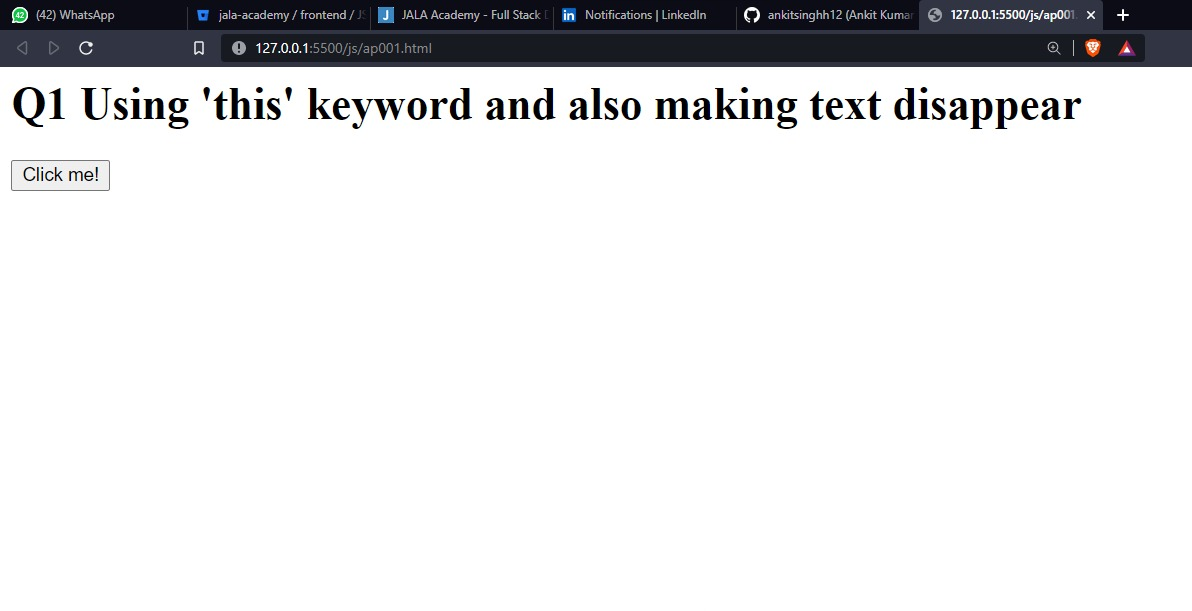 42 (42) WhatsApp
jala-academy / frontend / JS
J JALA Academy - Full Stack D
in Notifications | LinkedIn
ankitsinghh12 (Ankit Kumar
127.0.0.1:5500/js/ap001.
127.0.0.1:5500/js/ap001.html
Q1 Using 'this' keyword and also making text disappear
Click me!